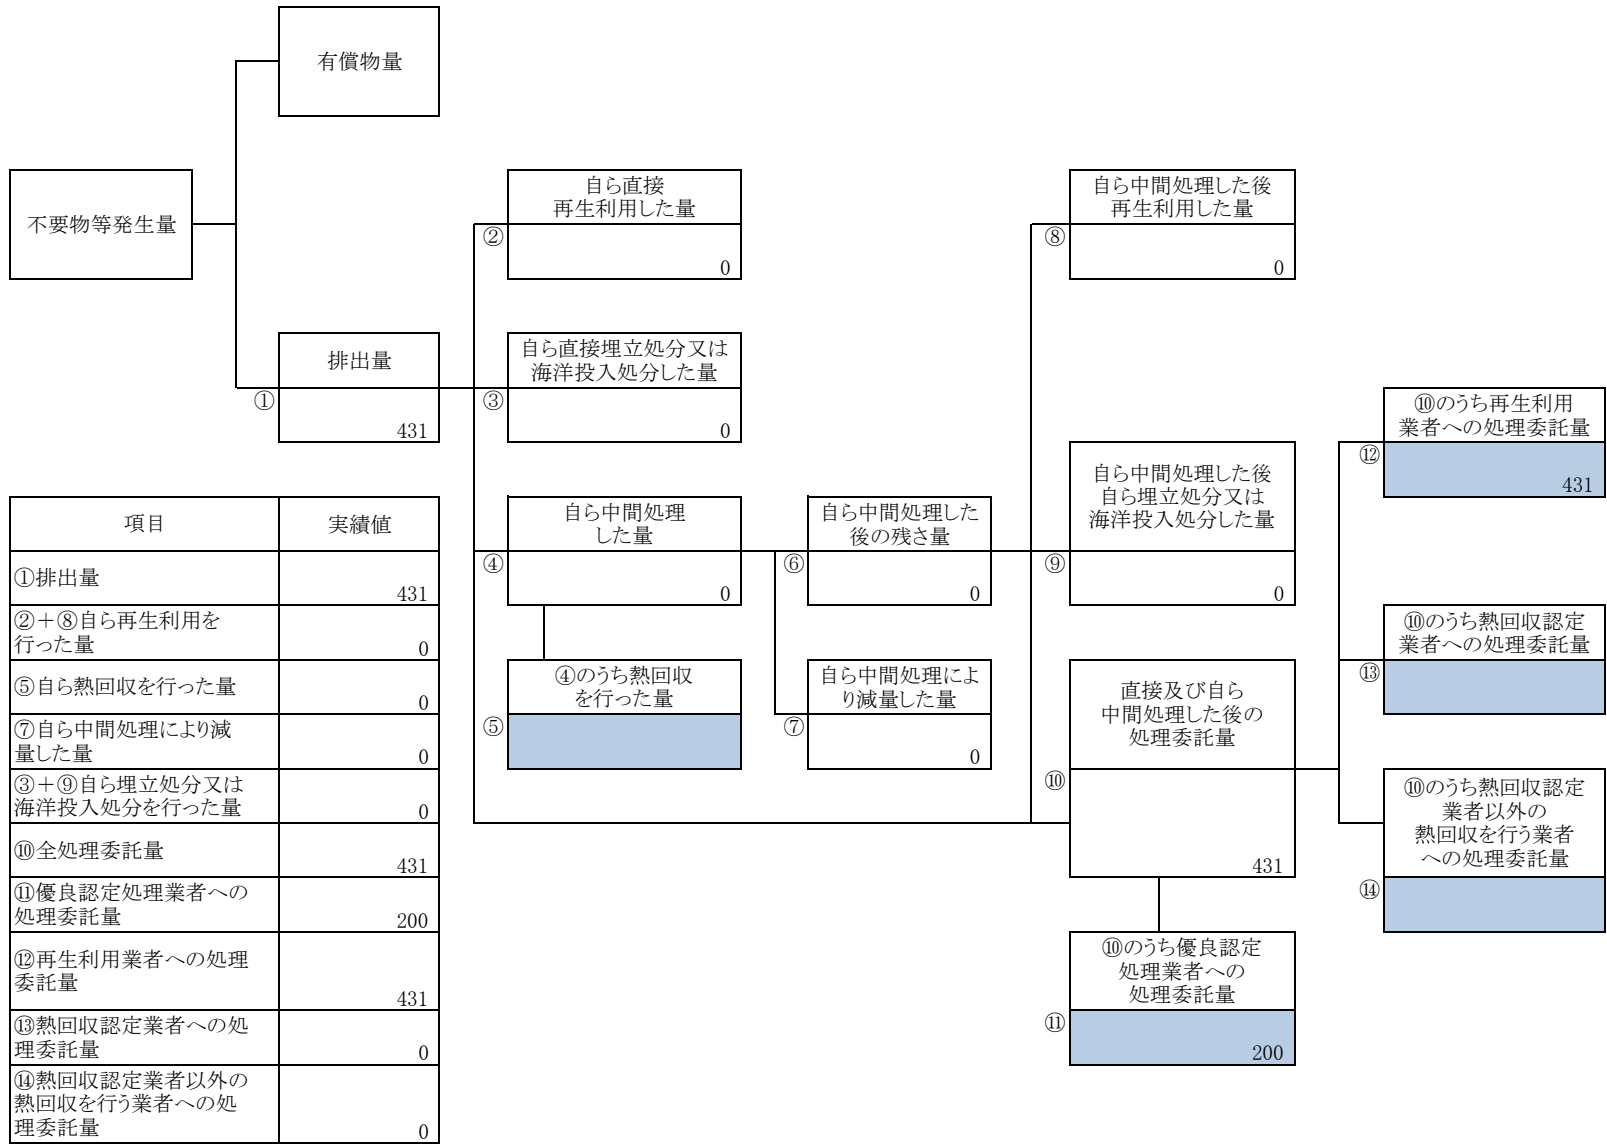 有償物量
不要物等発生量
自ら直接
再生利用した量
②
0
自ら中間処理した後
再生利用した量
⑧
0
排出量
①
431
自ら直接埋立処分又は
海洋投入処分した量
③
0
⑩のうち再生利用
業者への処理委託量
⑫
431
自ら中間処理
した量
④
0
自ら中間処理した
後の残さ量
⑥
0
自ら中間処理した後
自ら埋立処分又は
海洋投入処分した量
⑨
0
⑩のうち熱回収認定
業者への処理委託量
⑬
④のうち熱回収
を行った量
⑤
自ら中間処理によ
り減量した量
⑦
0
直接及び自ら
中間処理した後の
処理委託量
⑩
431
⑩のうち熱回収認定
業者以外の
熱回収を行う業者
への処理委託量
⑭
⑩のうち優良認定
処理業者への
処理委託量
⑪
200
項目 実績値
①排出量
431
②＋⑧自ら再生利用を
行った量
0
⑤自ら熱回収を行った量
0
⑦自ら中間処理により減
量した量
0
③＋⑨自ら埋立処分又は
海洋投入処分を行った量
0
⑩全処理委託量
431
⑪優良認定処理業者への
処理委託量
200
⑫再生利用業者への処理
委託量
431
⑬熱回収認定業者への処
理委託量
0
⑭熱回収認定業者以外の
熱回収を行う業者への処
理委託量
0